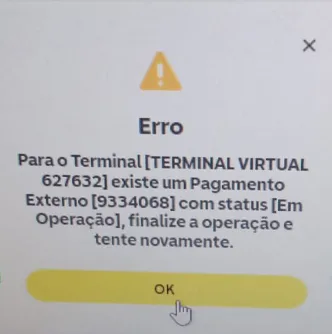 Erro
Para o Terminal [TERMINAL VIRTUAL
627632] existe um Pagamento
Externo [9334068] com status [Em
Operação], finalize a operação e
tente novamente.
OK